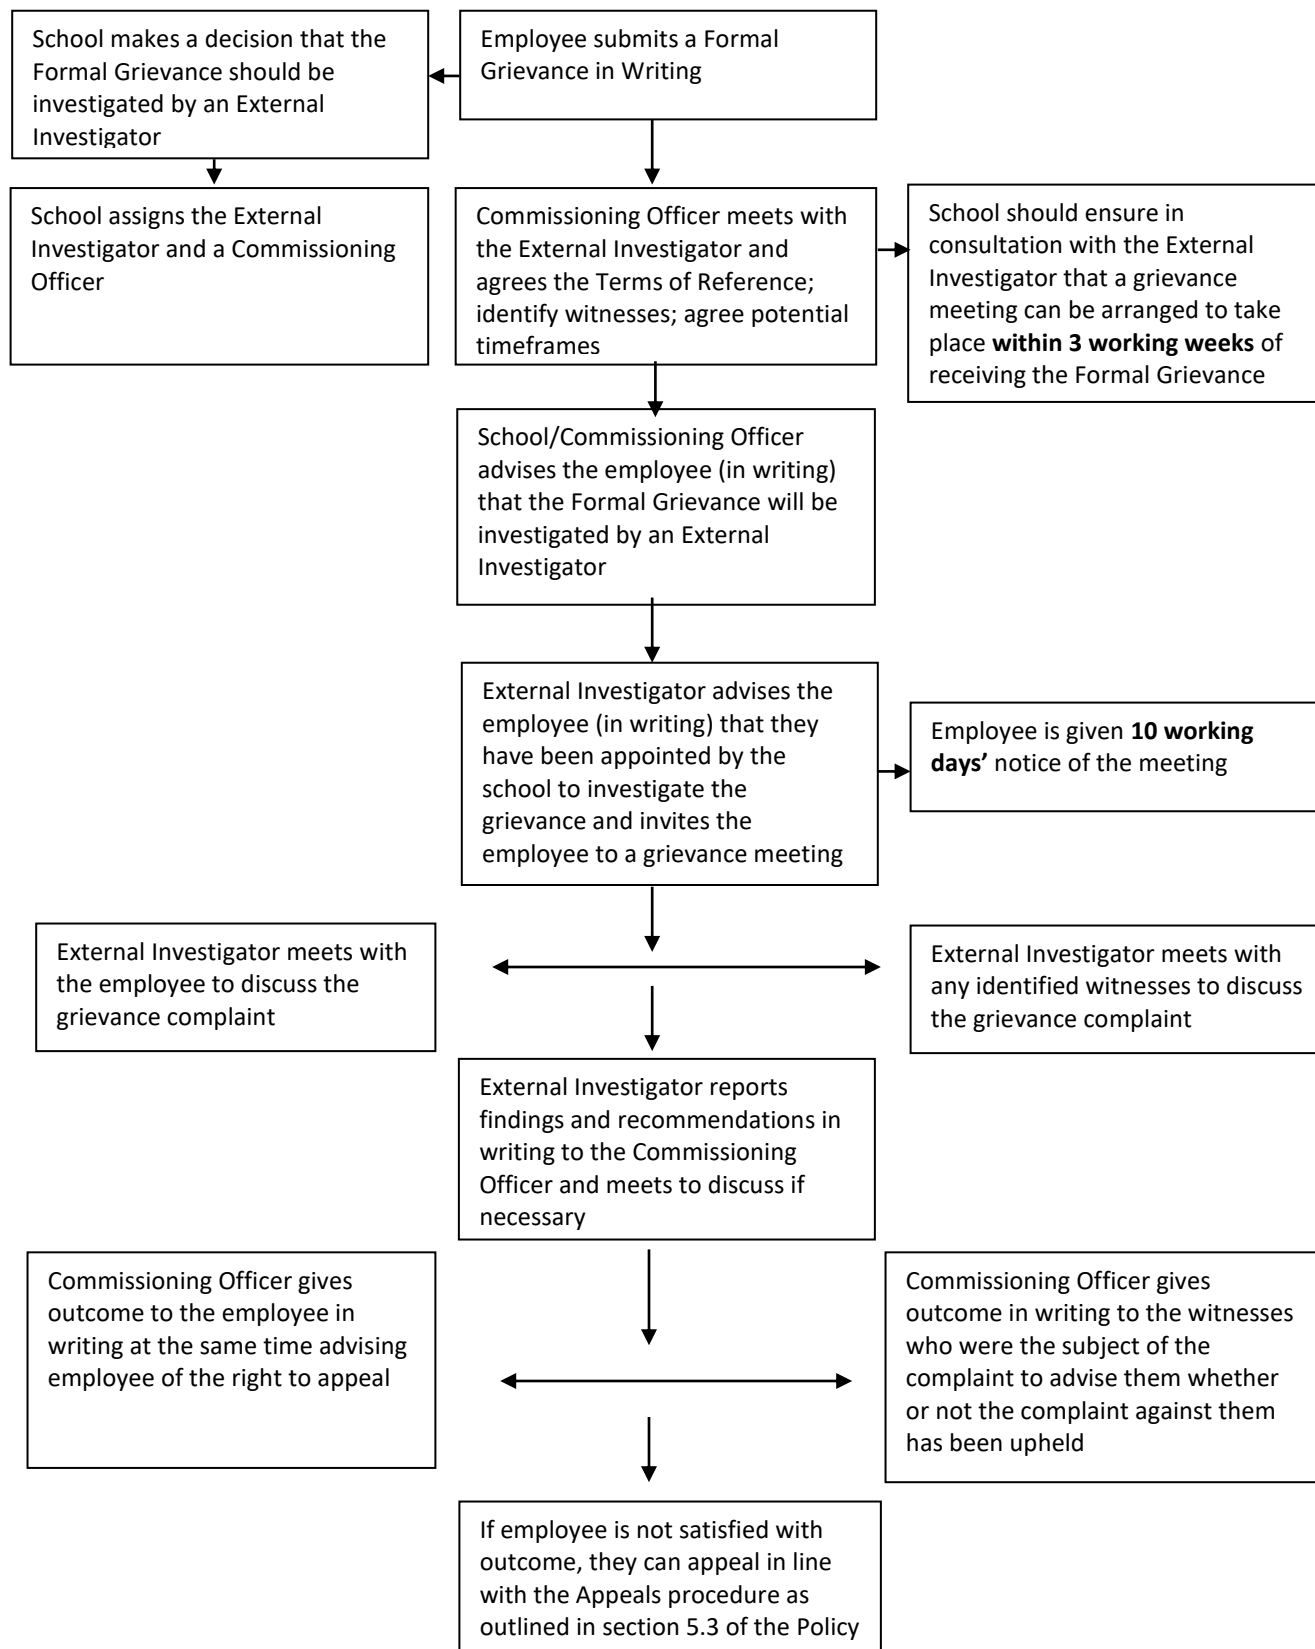 School makes a decision that the
Formal Grievance should be
investigated by an External
Investigator
Employee submits a Formal
Grievance in Writing
School assigns the External
Investigator and a Commissioning
Officer
Commissioning Officer meets with
the External Investigator and
agrees the Terms of Reference;
identify witnesses; agree potential
timeframes
School should ensure in
consultation with the External
Investigator that a grievance
meeting can be arranged to take
place within 3 working weeks of
receiving the Formal Grievance
School/Commissioning Officer
advises the employee (in writing)
that the Formal Grievance will be
investigated by an External
Investigator
External Investigator advises the
employee (in writing) that they
have been appointed by the
school to investigate the
grievance and invites the
employee to a grievance meeting
Employee is given 10 working
days’ notice of the meeting
External Investigator meets with
the employee to discuss the
grievance complaint
External Investigator meets with
any identified witnesses to discuss
the grievance complaint
External Investigator reports
findings and recommendations in
writing to the Commissioning
Officer and meets to discuss if
necessary
Commissioning Officer gives
outcome to the employee in
writing at the same time advising
employee of the right to appeal
Commissioning Officer gives
outcome in writing to the witnesses
who were the subject of the
complaint to advise them whether
or not the complaint against them
has been upheld
If employee is not satisfied with
outcome, they can appeal in line
with the Appeals procedure as
outlined in section 5.3 of the Policy